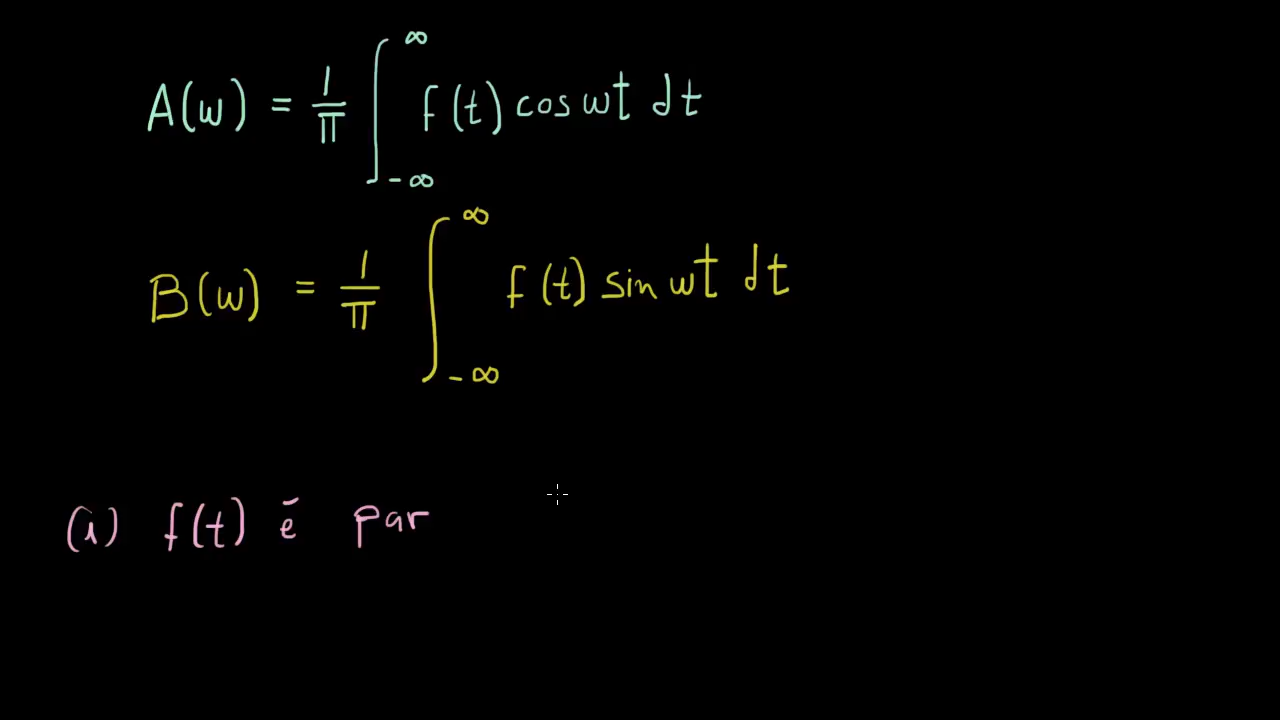 A(w) = 1/π ∫_{-∞}^{∞} f(t) cos wt dt
B(w) = 1/π ∫_{-∞}^{∞} f(t) sin wt dt
(i) f(t) é par